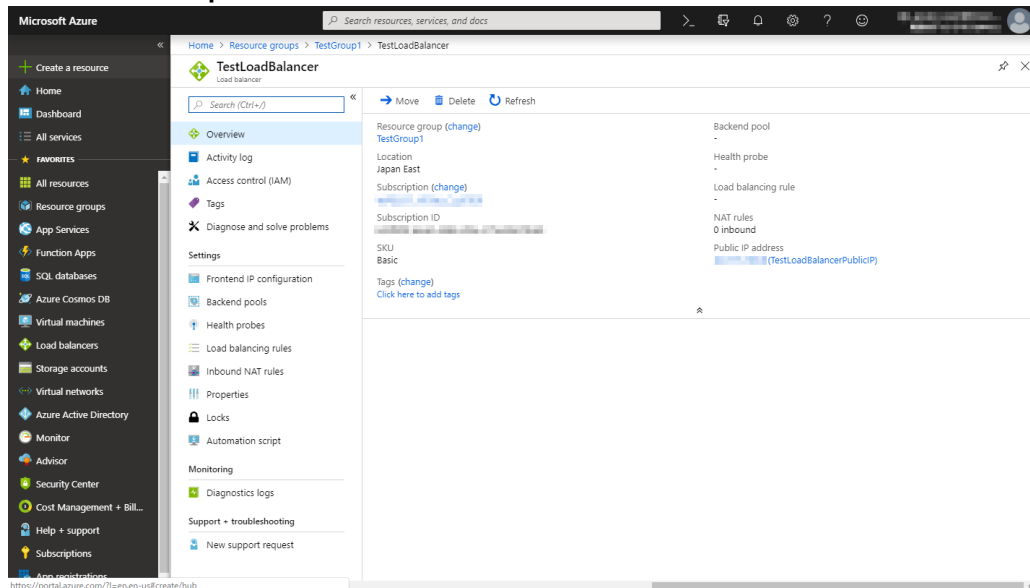 Microsoft Azure
Search resources, services, and docs
>_
?
«
Home > Resource groups > TestGroup1 > TestLoadBalancer
Create a resource
Home
Dashboard
All services
FAVORITES
All resources
Resource groups
App Services
Function Apps
SQL databases
Azure Cosmos DB
Virtual machines
Load balancers
Storage accounts
Virtual networks
Azure Active Directory
Monitor
Advisor
Security Center
Cost Management + Bill...
Help + support
Subscriptions
App registrations
https://portal.azure.com/?l=en.en-us#create/hub
TestLoadBalancer
Load balancer
Search (Ctrl+/)
«
Overview
Activity log
Access control (IAM)
Tags
Diagnose and solve problems
Settings
Frontend IP configuration
Backend pools
Health probes
Load balancing rules
Inbound NAT rules
Properties
Locks
Automation script
Monitoring
Diagnostics logs
Support + troubleshooting
New support request
Move Delete Refresh
Resource group (change)
TestGroup1
Location
Japan East
Subscription (change)
Subscription ID
SKU
Basic
Tags (change)
Click here to add tags
Backend pool
-
Health probe
-
Load balancing rule
-
NAT rules
0 inbound
Public IP address
(TestLoadBalancerPublicIP)